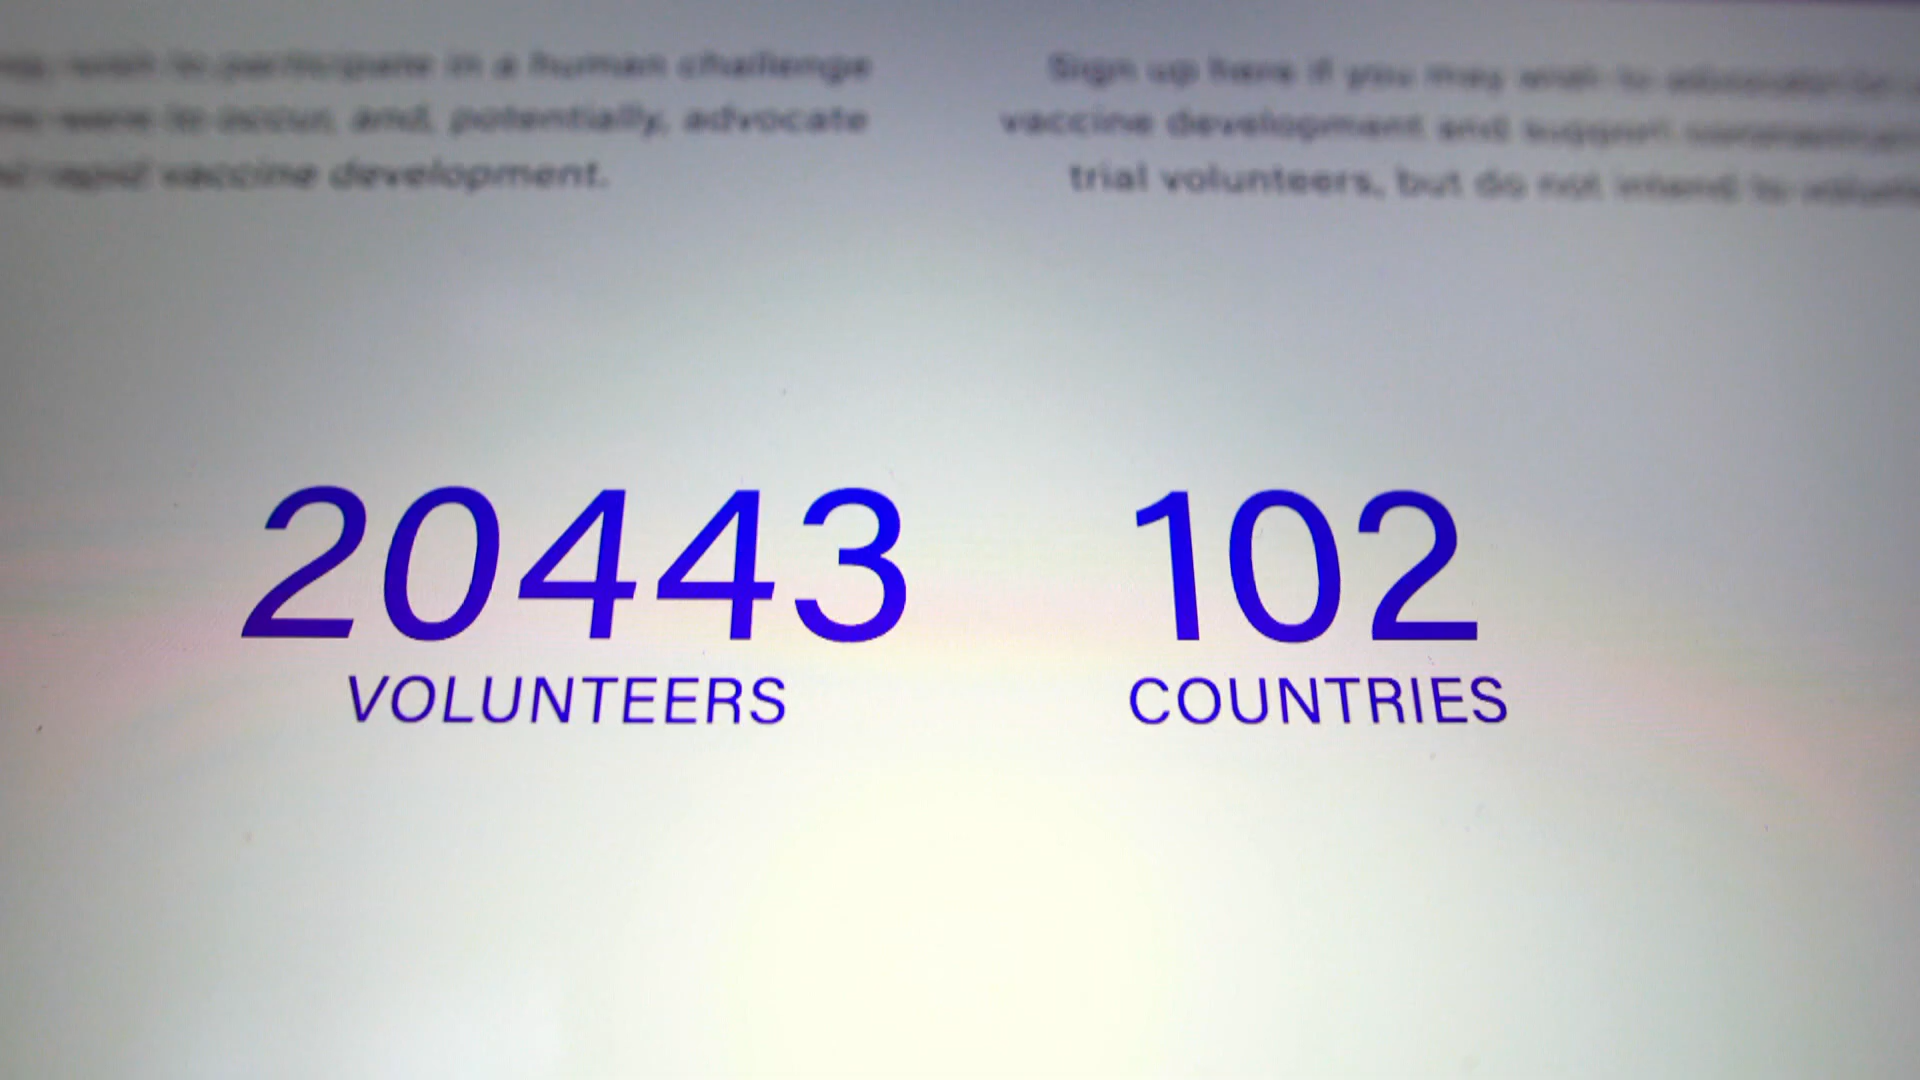 may wish to participate in a human challenge
were to occur, and, potentially, advocate
rapid vaccine development.
Sign up here if you may wish to advocate
vaccine development and support
trial volunteers, but do not intend to
20443
VOLUNTEERS
102
COUNTRIES